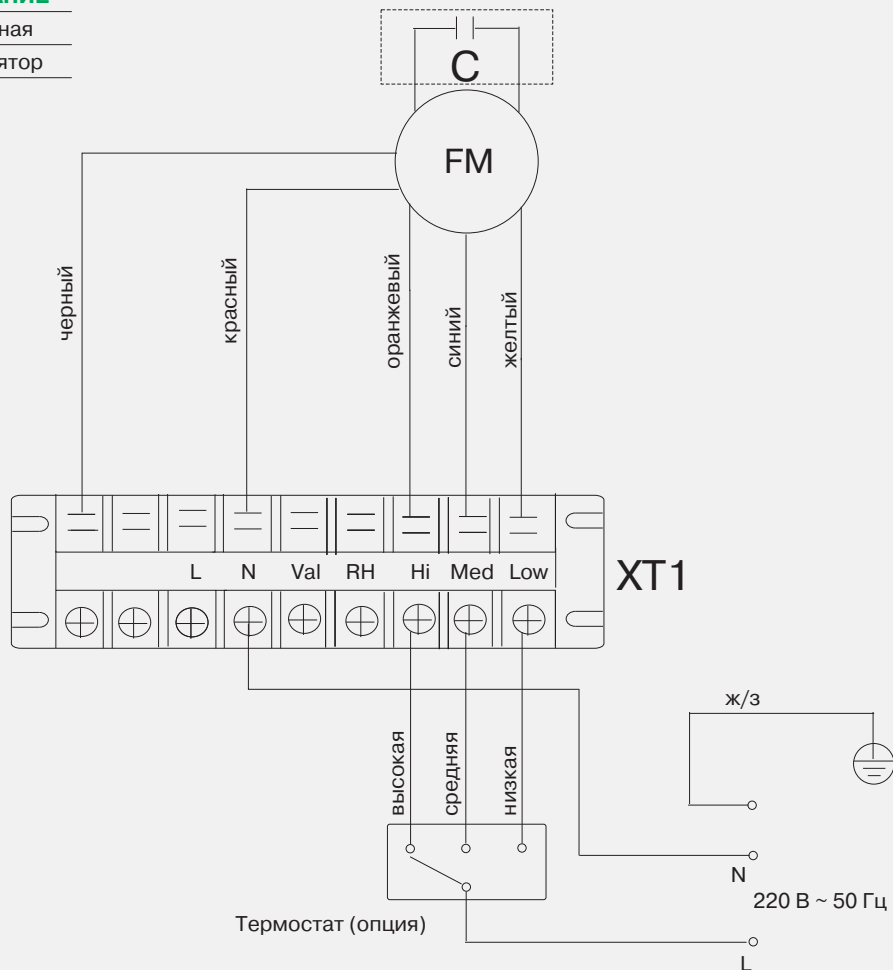 ная
ятор
C
FM
черный
красный
оранжевый
синий
желтый
L N Val RH Hi Med Low
XT1
высокая
средняя
низкая
ж/з
N
220 В ~ 50 Гц
Термостат (опция)
L